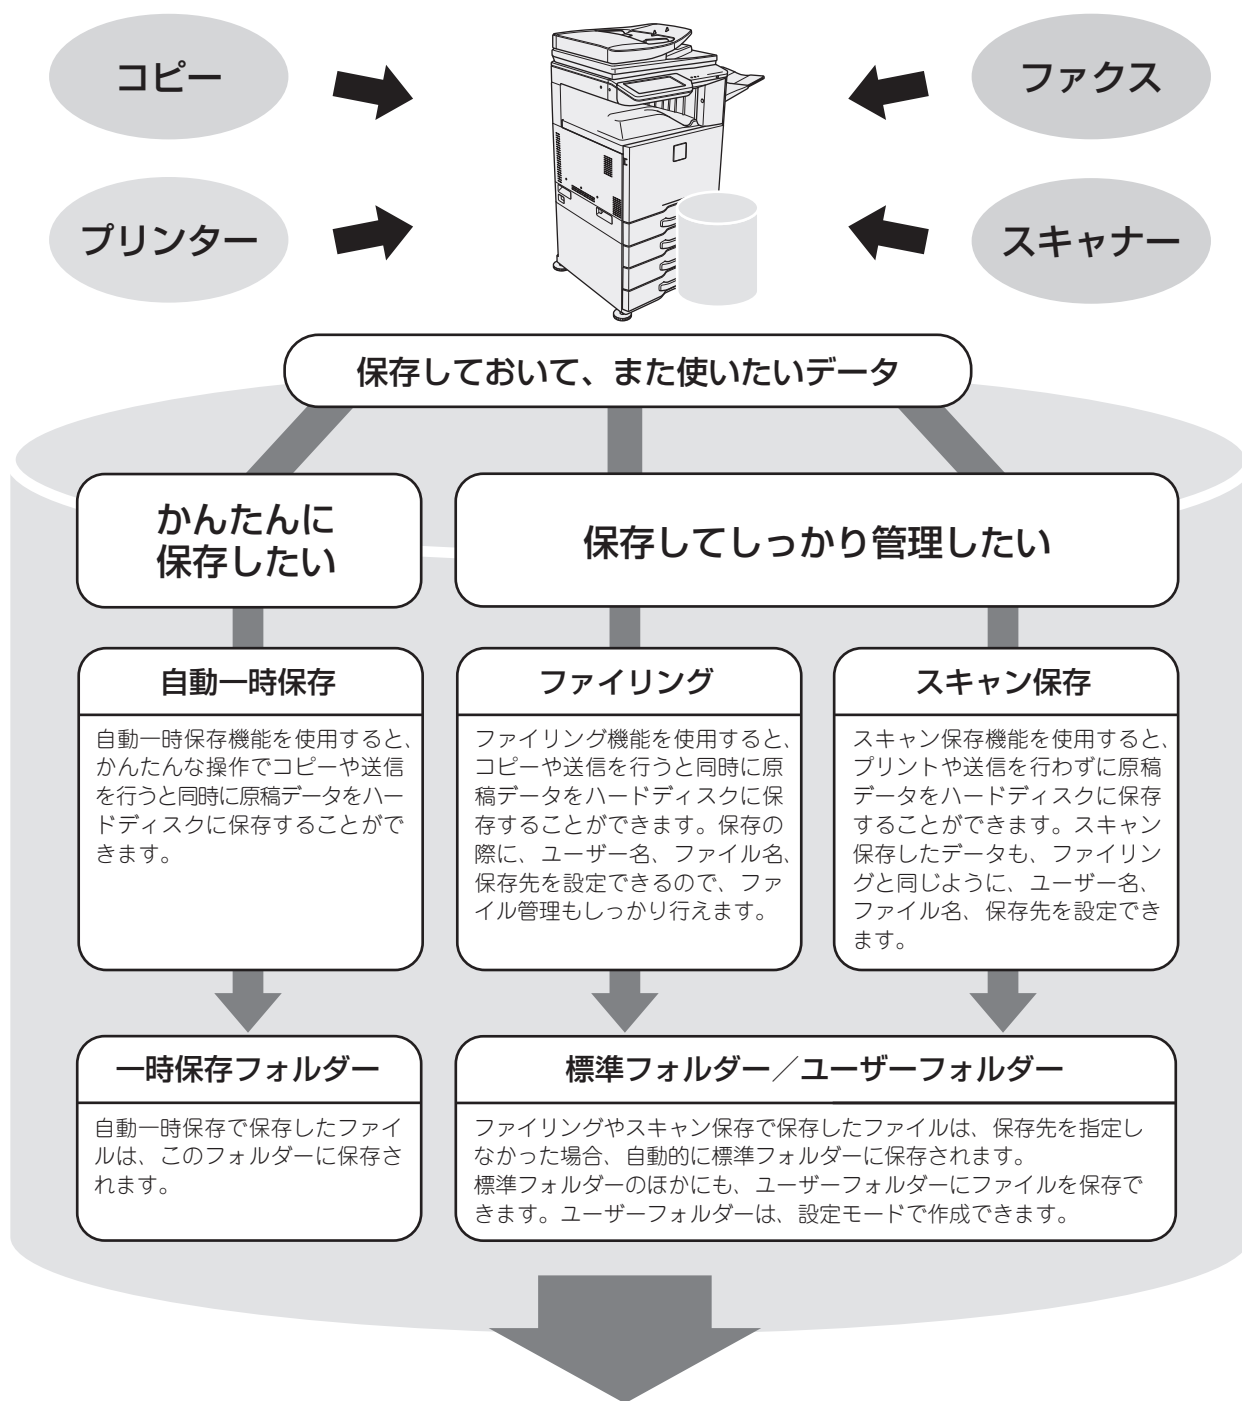 コピー
ファクス
プリンター
スキャナー
保存しておいて、また使いたいデータ
かんたんに
保存したい
保存してしっかり管理したい
自動一時保存
自動一時保存機能を使用すると、
かんたんな操作でコピーや送信
を行うと同時に原稿データをハー
ドディスクに保存することがで
きます。
ファイリング
ファイリング機能を使用すると、
コピーや送信を行うと同時に原
稿データをハードディスクに保
存することができます。保存の
際に、ユーザー名、ファイル名、
保存先を設定できるので、ファ
イル管理もしっかり行えます。
スキャン保存
スキャン保存機能を使用すると、
プリントや送信を行わずに原稿
データをハードディスクに保存
することができます。スキャン
保存したデータも、ファイリン
グと同じように、ユーザー名、
ファイル名、保存先を設定でき
ます。
一時保存フォルダー
自動一時保存で保存したファイ
ルは、このフォルダーに保存さ
れます。
標準フォルダー／ユーザーフォルダー
ファイリングやスキャン保存で保存したファイルは、保存先を指定し
なかった場合、自動的に標準フォルダーに保存されます。
標準フォルダーのほかにも、ユーザーフォルダーにファイルを保存で
きます。ユーザーフォルダーは、設定モードで作成できます。